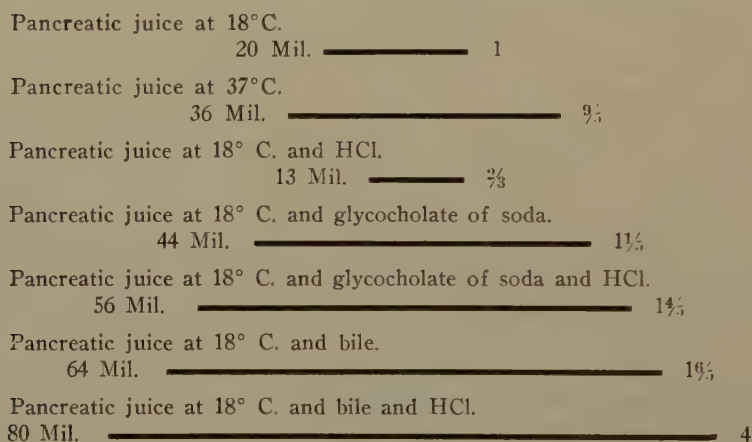 Pancreatic juice at 18°C.
20 Mil. 1
Pancreatic juice at 37°C.
36 Mil. 9/5
Pancreatic juice at 18° C. and HCl.
13 Mil. 2/3
Pancreatic juice at 18° C. and glycocholate of soda.
44 Mil. 11/5
Pancreatic juice at 18° C. and glycocholate of soda and HCl.
56 Mil. 14/5
Pancreatic juice at 18° C. and bile.
64 Mil. 16/5
Pancreatic juice at 18° C. and bile and HCl.
80 Mil. 4